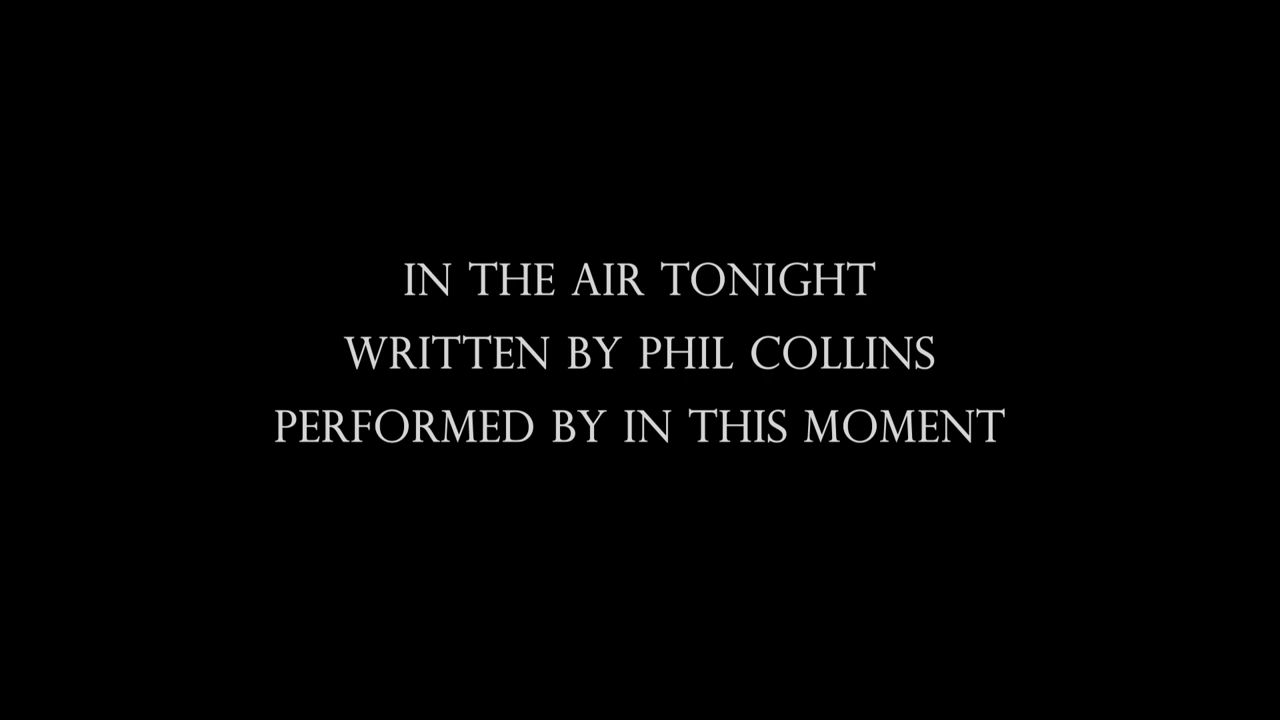 IN THE AIR TONIGHT
WRITTEN BY PHIL COLLINS
PERFORMED BY IN THIS MOMENT